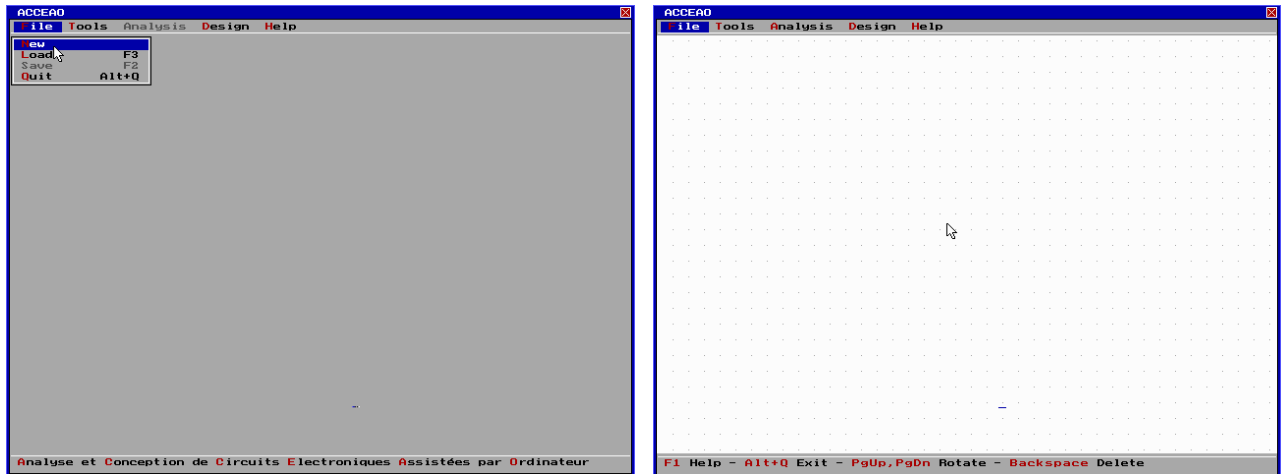 ACCEAO
File Tools Analysis Design Help
New
Load F3
Save F2
Quit Alt+Q
Analyse et Conception de Circuits Electroniques Assistées par Ordinateur
ACCEAO
File Tools Analysis Design Help
F1 Help - Alt+Q Exit - PgUp,PgDn Rotate - Backspace Delete